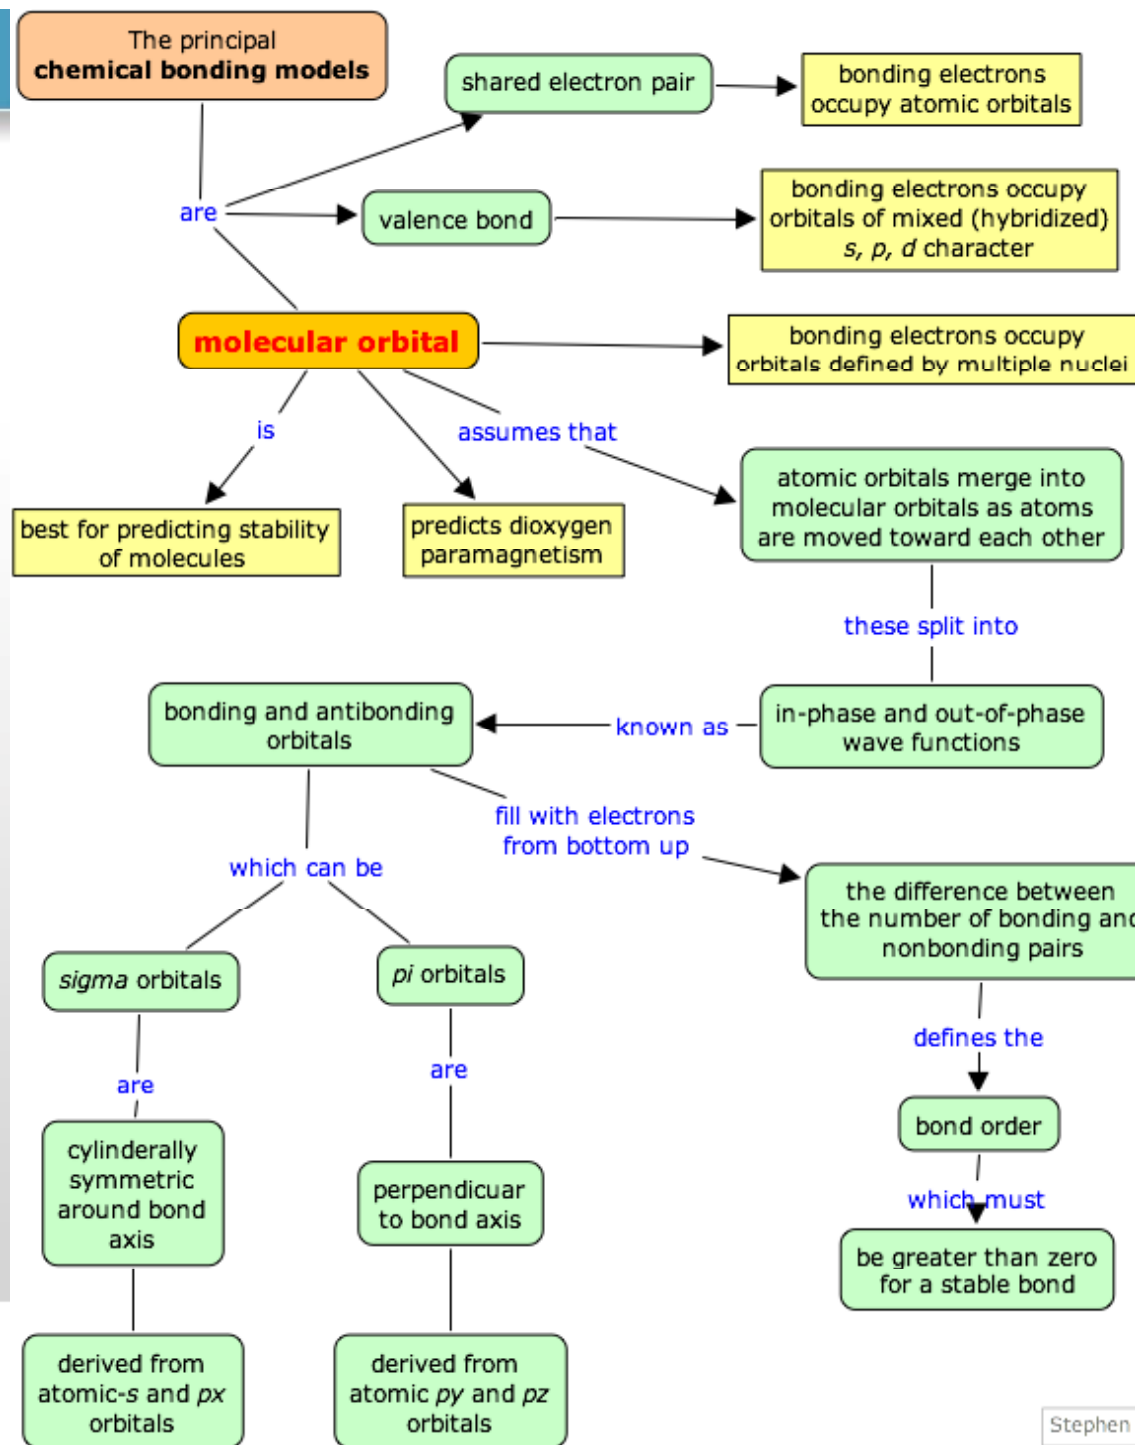 The principal
chemical bonding models
shared electron pair
bonding electrons
occupy atomic orbitals
are
valence bond
bonding electrons occupy
orbitals of mixed (hybridized)
s, p, d character
molecular orbital
bonding electrons occupy
orbitals defined by multiple nuclei
is
assumes that
best for predicting stability
of molecules
predicts dioxygen
paramagnetism
atomic orbitals merge into
molecular orbitals as atoms
are moved toward each other
these split into
bonding and antibonding
orbitals
known as
in-phase and out-of-phase
wave functions
fill with electrons
from bottom up
which can be
the difference between
the number of bonding and
nonbonding pairs
sigma orbitals
pi orbitals
defines the
are
are
bond order
cylinderally
symmetric
around bond
axis
perpendicuar
to bond axis
which must
be greater than zero
for a stable bond
derived from
atomic-s and px
orbitals
derived from
atomic py and pz
orbitals
Stephen